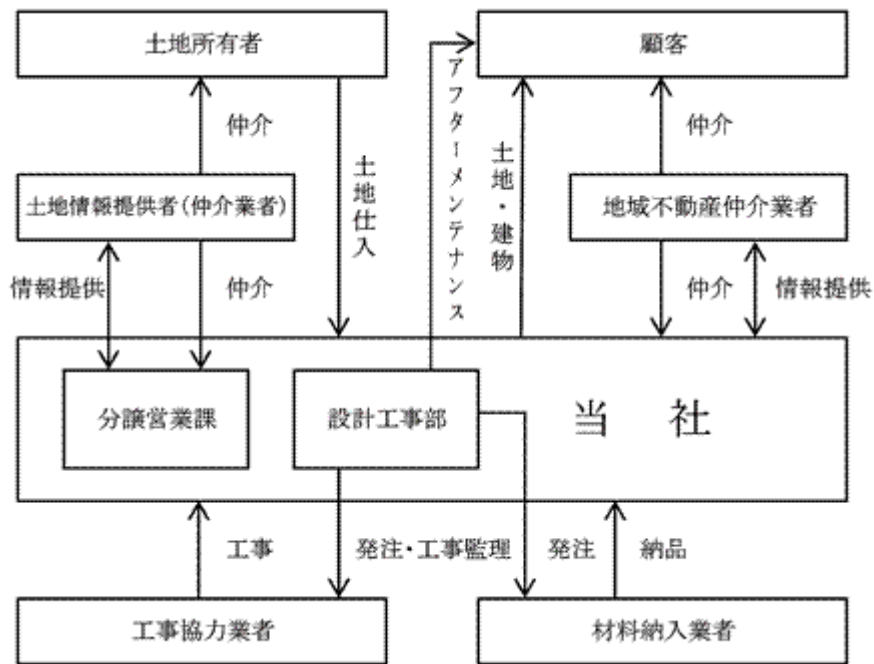 土地所有者
顧客
仲介
土地仕入
アフターメンテナンス
土地・建物
仲介
土地情報提供者(仲介業者)
地域不動産仲介業者
情報提供
仲介
仲介
情報提供
分譲営業課
設計工事部
当 社
工事
発注・工事監理
発注
納品
工事協力業者
材料納入業者